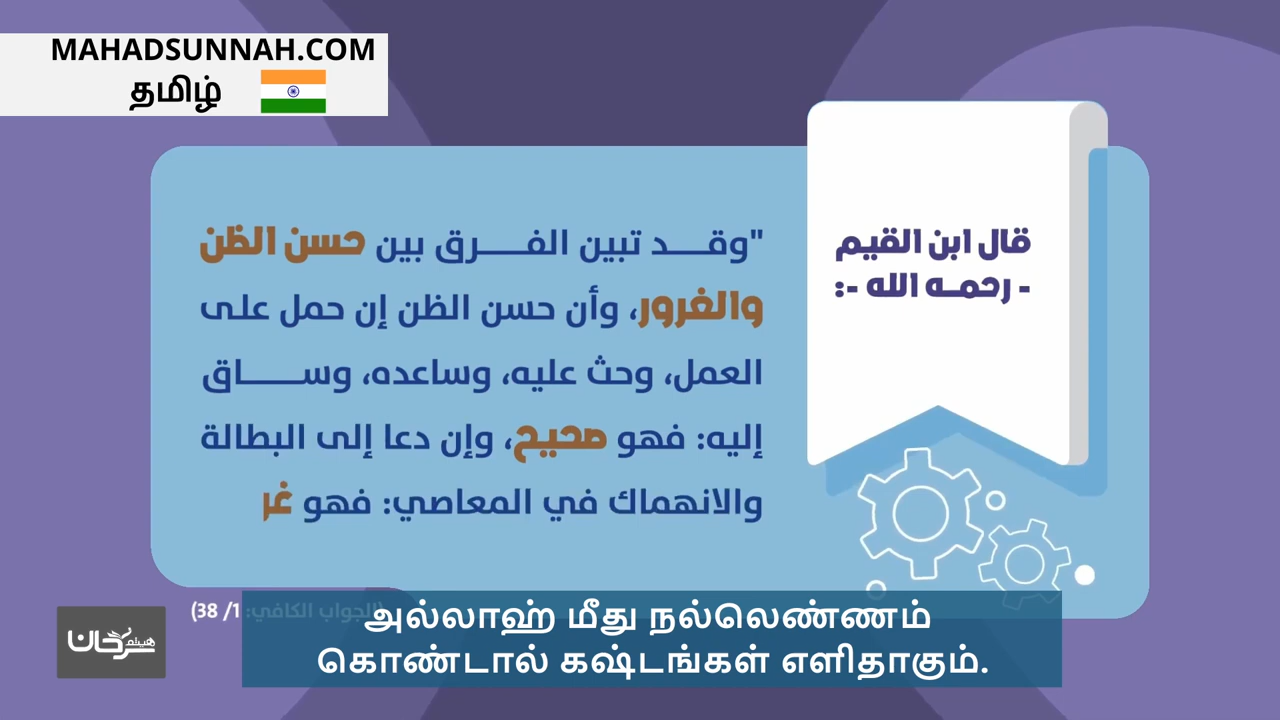 MAHADSUNNAH.COM
தமிழ்
قال ابن القيم
- رحمه الله -:
"وقد تبين الفرق بين حسن الظن
والغرور، وأن حسن الظن إن حمل على
العمل، وحث عليه، وساعده، وساق
إليه: فهو صحيح، وإن دعا إلى البطالة
والانهماك في المعاصي: فهو غر
(الجواب الكافي: 1/ 38)
هيثم
سرحان
அல்லாஹ் மீது நல்லெண்ணம்
கொண்டால் கஷ்டங்கள் எளிதாகும்.